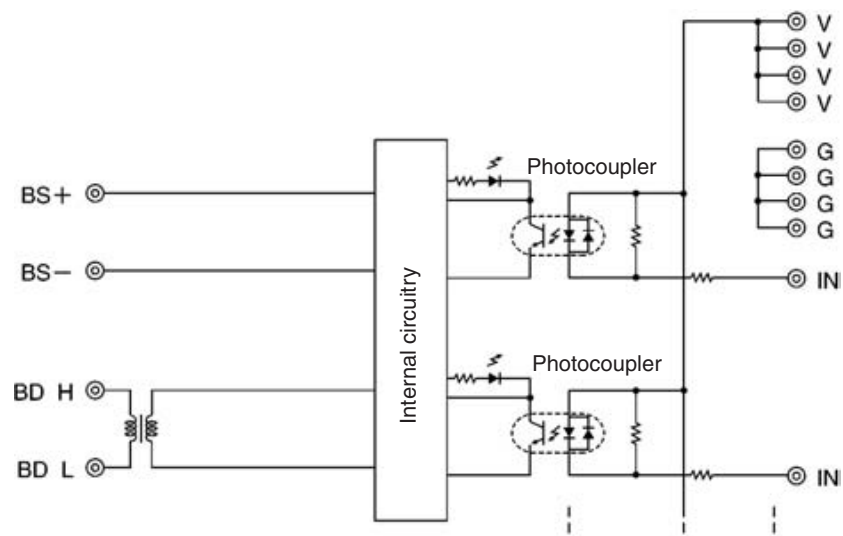 V
V
V
V
G
G
G
G
Photocoupler
BS+
BS−
IN
Internal circuitry
Photocoupler
BD H
BD L
IN